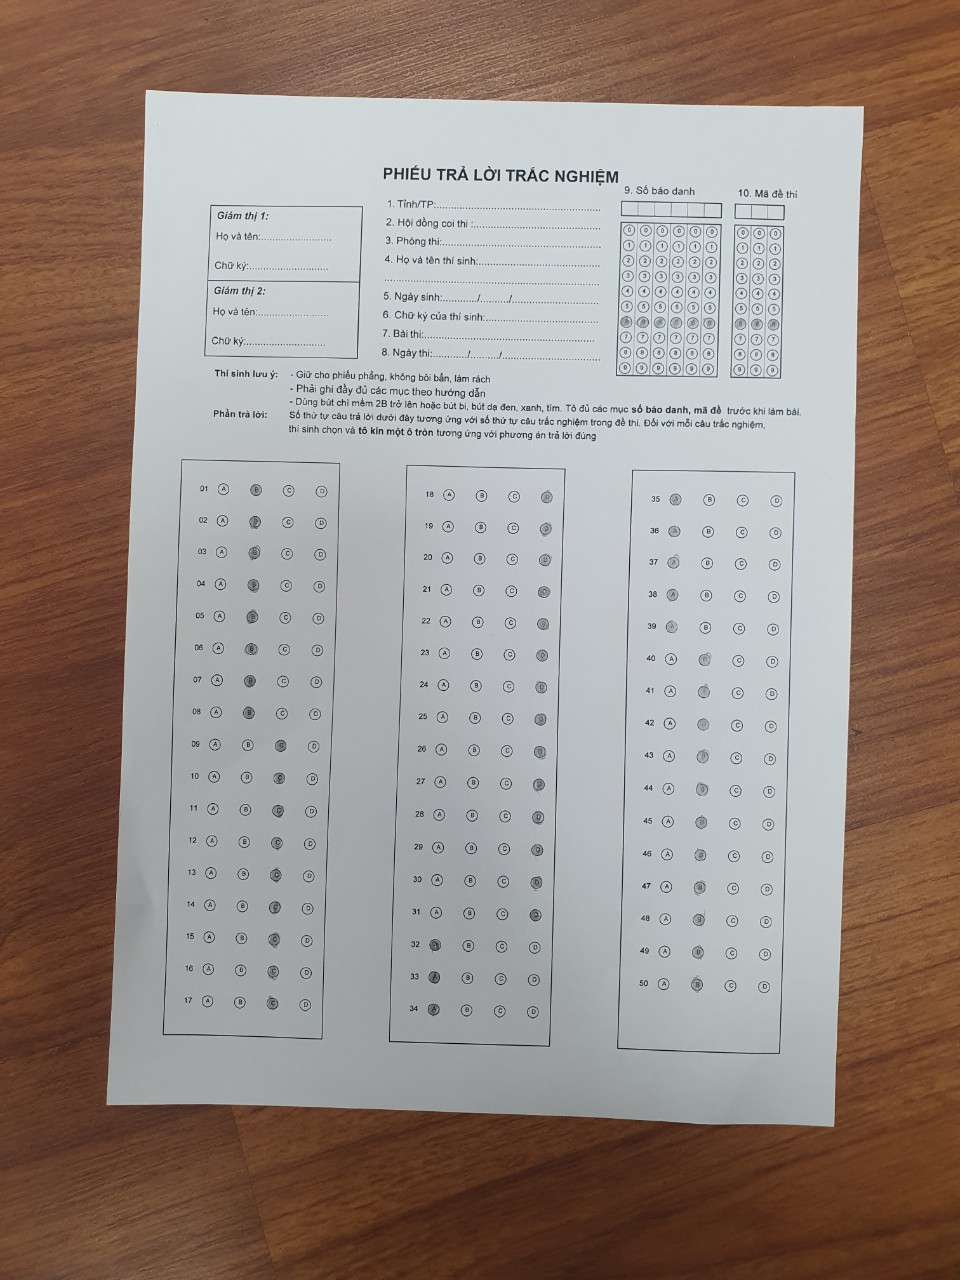 PHIẾU TRẢ LỜI TRẮC NGHIỆM
Giám thị 1:
Họ và tên:........................
Chữ ký:...........................
Giám thị 2:
Họ và tên:........................
Chữ ký:...........................
1. Tỉnh/TP:.......................................................
2. Hội đồng coi thi :...........................................
3. Phòng thi:.....................................................
4. Họ và tên thí sinh:.........................................
.........................................................................
5. Ngày sinh:............/........../..............................
6. Chữ ký của thí sinh:......................................
7. Bài thi:.........................................................
8. Ngày thi:............/........./..................................
9. Số báo danh
0 0 0 0 0 0
1 1 1 1 1 1
2 2 2 2 2 2
3 3 3 3 3 3
4 4 4 4 4 4
5 5 5 5 5 5
6 6 6 6 6 6
7 7 7 7 7 7
8 8 8 8 8 8
9 9 9 9 9 9
10. Mã đề thi
0 0 0
1 1 1
2 2 2
3 3 3
4 4 4
5 5 5
6 6 6
7 7 7
8 8 8
9 9 9
Thí sinh lưu ý: - Giữ cho phiếu phẳng, không bôi bẩn, làm rách
- Phải ghi đầy đủ các mục theo hướng dẫn
- Dùng bút chì mềm 2B trở lên hoặc bút bi, bút dạ đen, xanh, tím. Tô đủ các mục số báo danh, mã đề trước khi làm bài.
Phần trả lời: Số thứ tự câu trả lời dưới đây tương ứng với số thứ tự câu trắc nghiệm trong đề thi. Đối với mỗi câu trắc nghiệm,
thí sinh chọn và tô kín một ô tròn tương ứng với phương án trả lời đúng
01 A B C D
02 A B C D
03 A B C D
04 A B C D
05 A B C D
06 A B C D
07 A B C D
08 A B C D
09 A B C D
10 A B C D
11 A B C D
12 A B C D
13 A B C D
14 A B C D
15 A B C D
16 A B C D
17 A B C D
18 A B C D
19 A B C D
20 A B C D
21 A B C D
22 A B C D
23 A B C D
24 A B C D
25 A B C D
26 A B C D
27 A B C D
28 A B C D
29 A B C D
30 A B C D
31 A B C D
32 A B C D
33 A B C D
34 A B C D
35 A B C D
36 A B C D
37 A B C D
38 A B C D
39 A B C D
40 A B C D
41 A B C D
42 A B C D
43 A B C D
44 A B C D
45 A B C D
46 A B C D
47 A B C D
48 A B C D
49 A B C D
50 A B C D